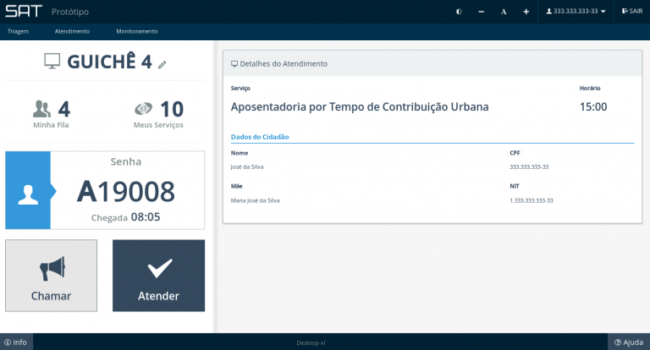 SAT Protótipo A 333.333.333-33 SAIR
Triagem Atendimento Monitoramento
GUICHÊ 4
4 Minha Fila
10 Meus Serviços
Senha
A19008
Chegada 08:05
Chamar Atender
Detalhes do Atendimento
Serviço Horário
Aposentadoria por Tempo de Contribuição Urbana 15:00
Dados do Cidadão
Nome CPF
José da Silva 333.333.333-33
Mãe NIT
Maria José da Silva 1.333.333.333-33
Info Desktop-xl Ajuda